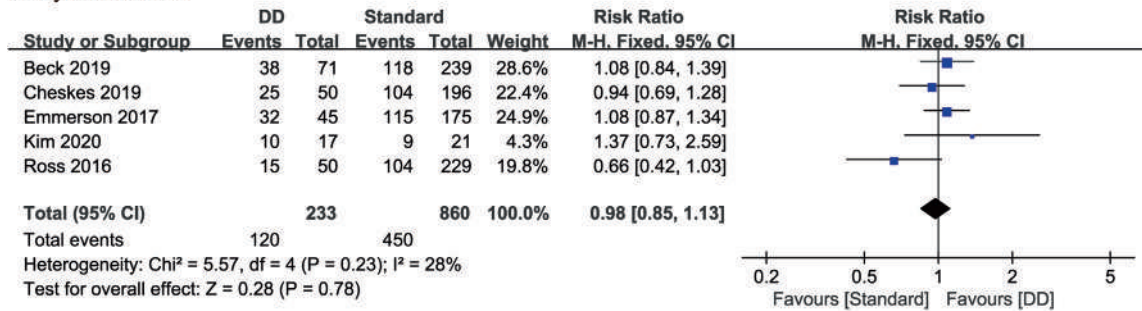 DD Standard Risk Ratio Risk Ratio
Study or Subgroup Events Total Events Total Weight M-H, Fixed, 95% CI M-H, Fixed, 95% CI
Beck 2019 38 71 118 239 28.6% 1.08 [0.84, 1.39]
Cheskes 2019 25 50 104 196 22.4% 0.94 [0.69, 1.28]
Emmerson 2017 32 45 115 175 24.9% 1.08 [0.87, 1.34]
Kim 2020 10 17 9 21 4.3% 1.37 [0.73, 2.59]
Ross 2016 15 50 104 229 19.8% 0.66 [0.42, 1.03]
Total (95% CI) 233 860 100.0% 0.98 [0.85, 1.13]
Total events 120 450
Heterogeneity: Chi² = 5.57, df = 4 (P = 0.23); I² = 28%
Test for overall effect: Z = 0.28 (P = 0.78)
0.2 0.5 1 2 5
Favours [Standard] Favours [DD]